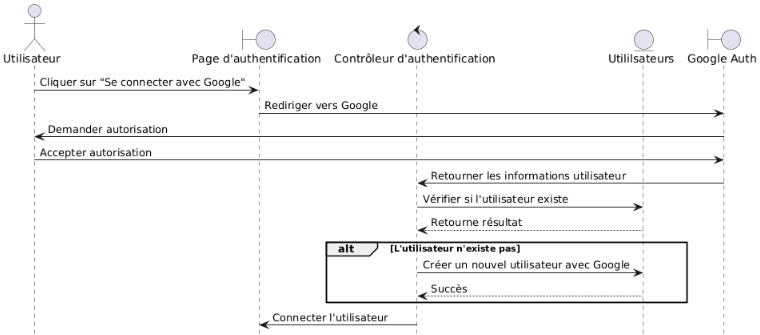 Utilisateur
Page d'authentification
Contrôleur d'authentification
Utililsateurs
Google Auth
Cliquer sur "Se connecter avec Google"
Rediriger vers Google
Demander autorisation
Accepter autorisation
Retourner les informations utilisateur
Vérifier si l'utilisateur existe
Retourne résultat
alt [L'utilisateur n'existe pas]
Créer un nouvel utilisateur avec Google
Succès
Connecter l'utilisateur